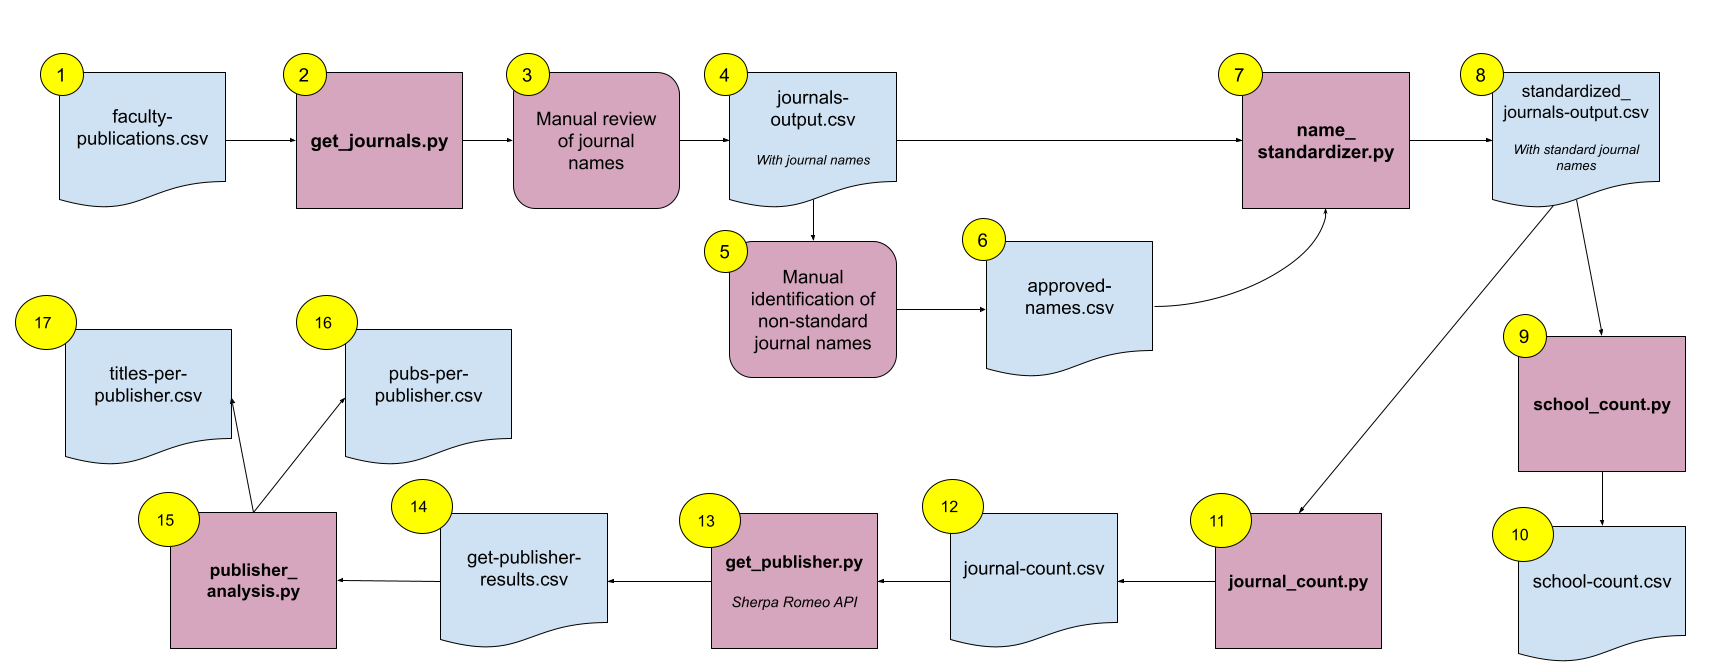 1
faculty-
publications.csv
2
get_journals.py
3
Manual review
of journal
names
4
journals-
output.csv
With journal names
5
Manual
identification of
non-standard
journal names
6
approved-
names.csv
7
name_
standardizer.py
8
standardized_
journals-output.csv
With standard journal
names
9
school_count.py
10
school-count.csv
11
journal_count.py
12
journal-count.csv
13
get_publisher.py
Sherpa Romeo API
14
get-publisher-
results.csv
15
publisher_
analysis.py
16
pubs-per-
publisher.csv
17
titles-per-
publisher.csv